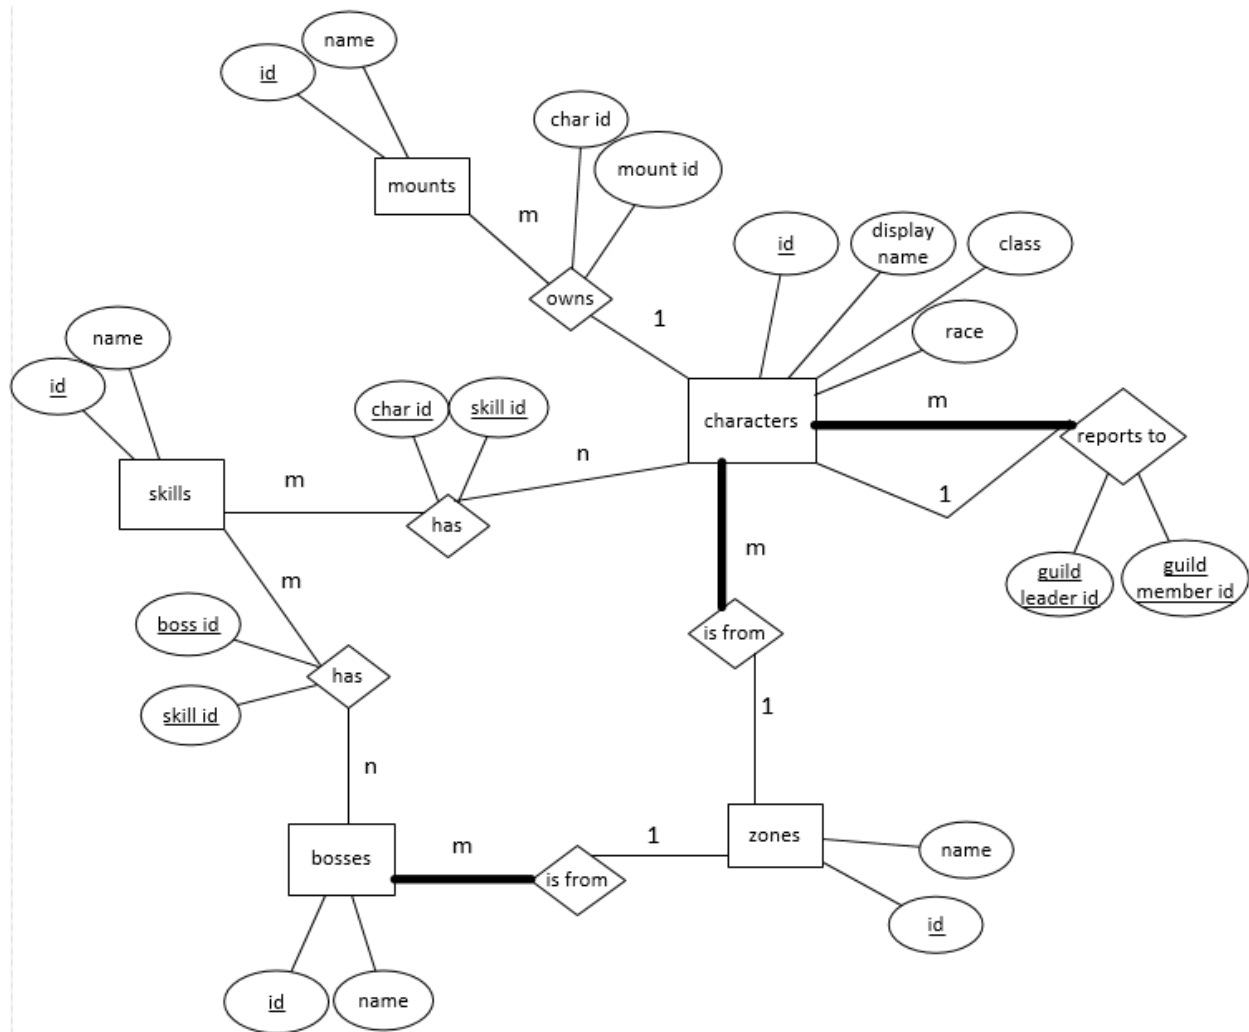 name
id
char id
mount id
mounts
m
id
display
name
class
owns
race
1
name
id
char id
skill id
characters
m
reports to
n
skills
m
1
has
m
guild
leader id
guild
member id
m
boss id
is from
has
skill id
1
n
zones
m
1
name
bosses
is from
id
id
name